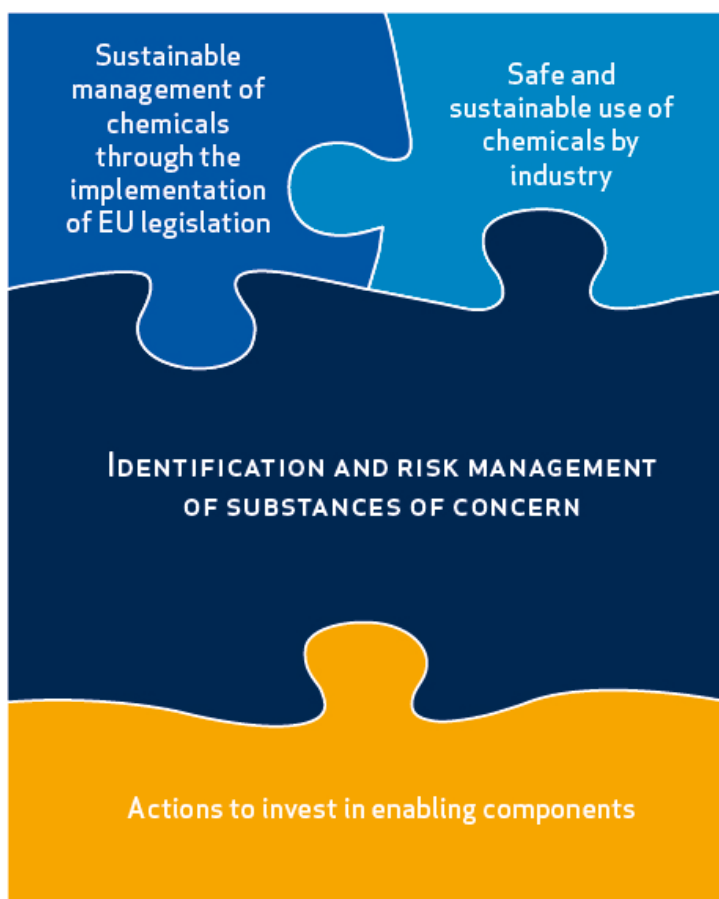 Sustainable
management of
chemicals
through the
implementation
of EU legislation
Safe and
sustainable use of
chemicals by
industry
IDENTIFICATION AND RISK MANAGEMENT
OF SUBSTANCES OF CONCERN
Actions to invest in enabling components